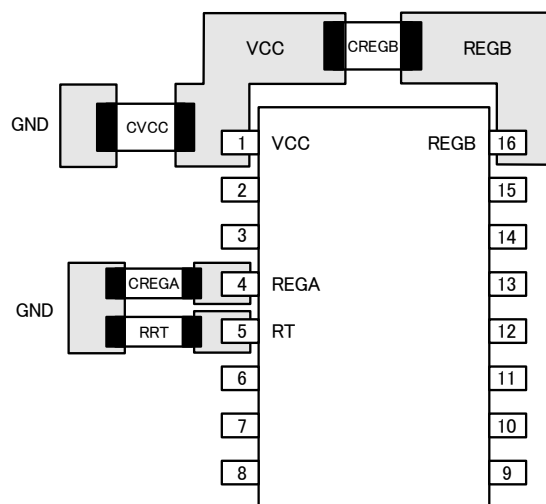 VCC CREGB REGB
GND CVCC
1 VCC REGB 16
2 15
3 14
CREGA 4 REGA 13
GND
RRT 5 RT 12
6 11
7 10
8 9